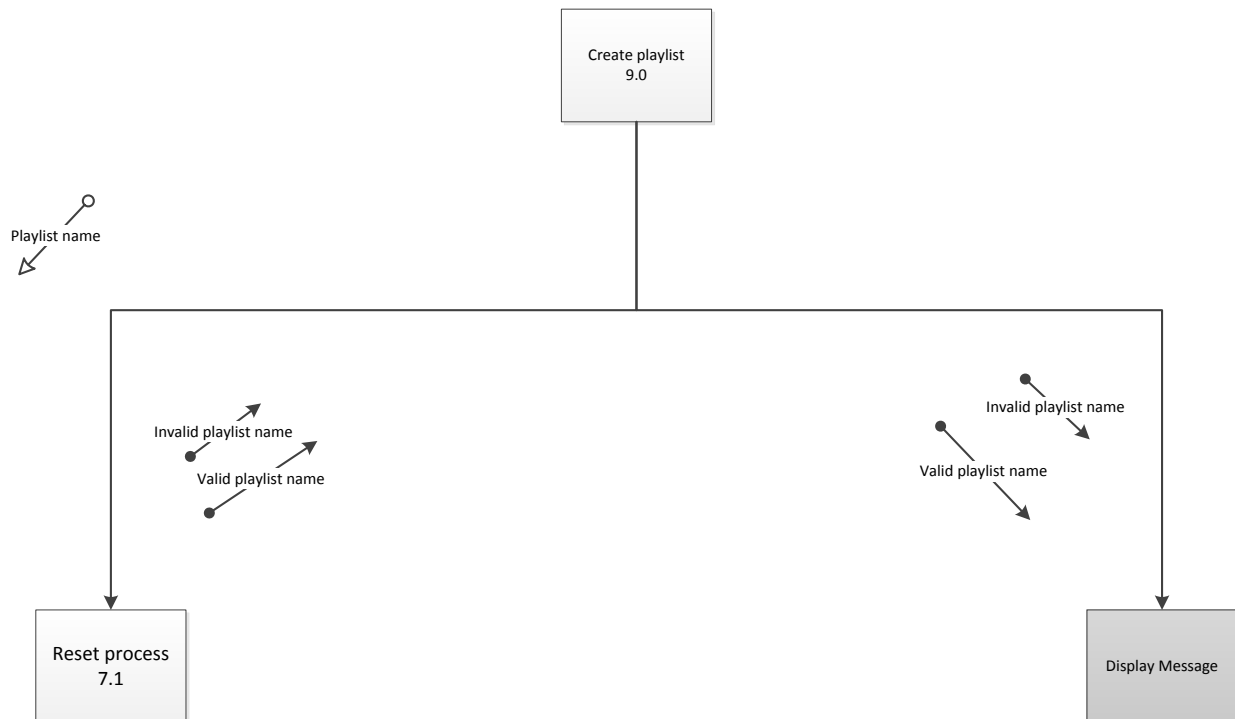 Create playlist
9.0
Playlist name
Invalid playlist name
Invalid playlist name
Valid playlist name
Valid playlist name
Reset process
7.1
Display Message